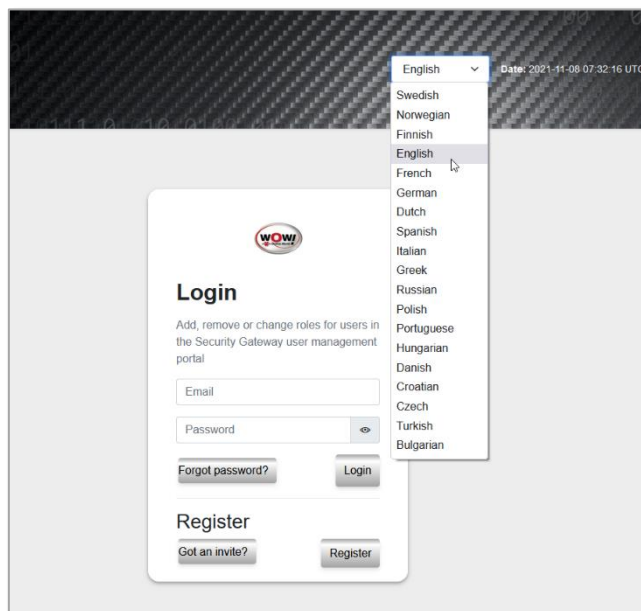 English
Date: 2021-11-08 07:32:16 UTC
Swedish
Norwegian
Finnish
English
French
German
Dutch
Spanish
Italian
Greek
Russian
Polish
Portuguese
Hungarian
Danish
Croatian
Czech
Turkish
Bulgarian
WOW!
Login
Add, remove or change roles for users in
the Security Gateway user management
portal
Email
Password
Forgot password?
Login
Register
Got an invite?
Register